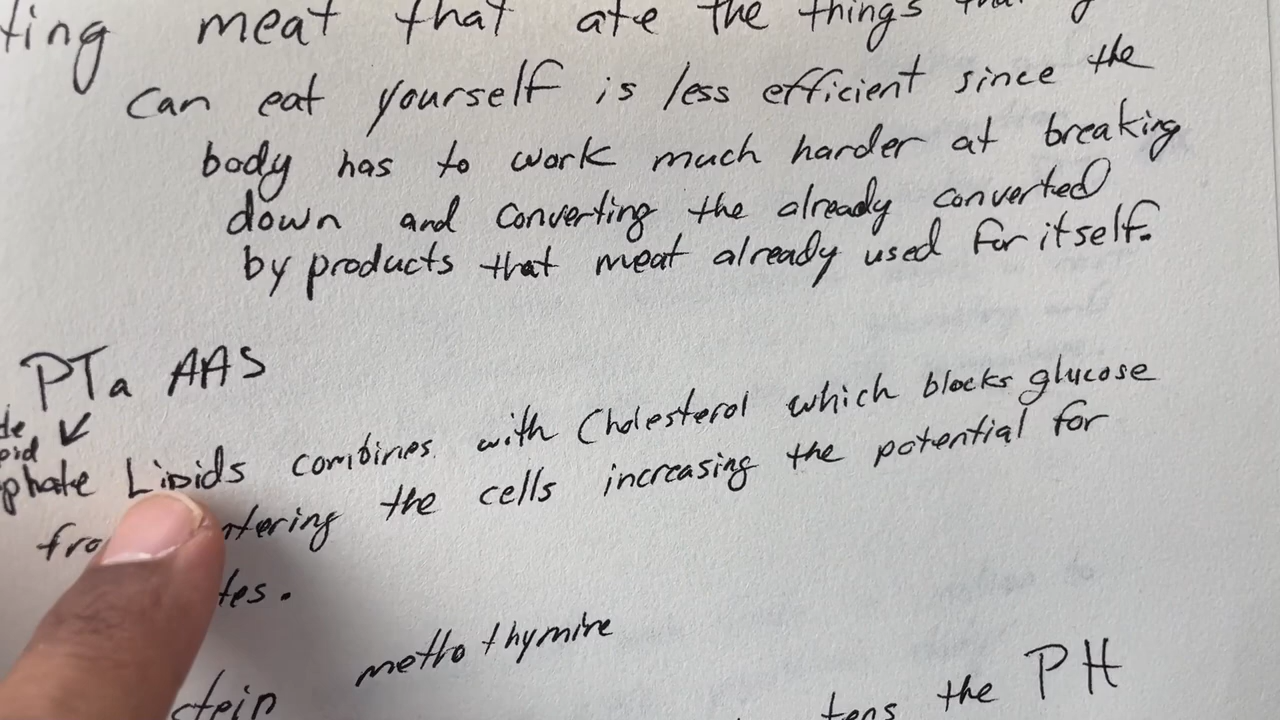 ting meat that ate the things
can eat yourself is less efficient since the
body has to work much harder at breaking
down and converting the already converted
by products that meat already used for itself.
PTa AAS
phate Lipids combines with Cholesterol which blocks glucose
ntering the cells increasing the potential for
tes.
metho thymine
tein
tens the PH